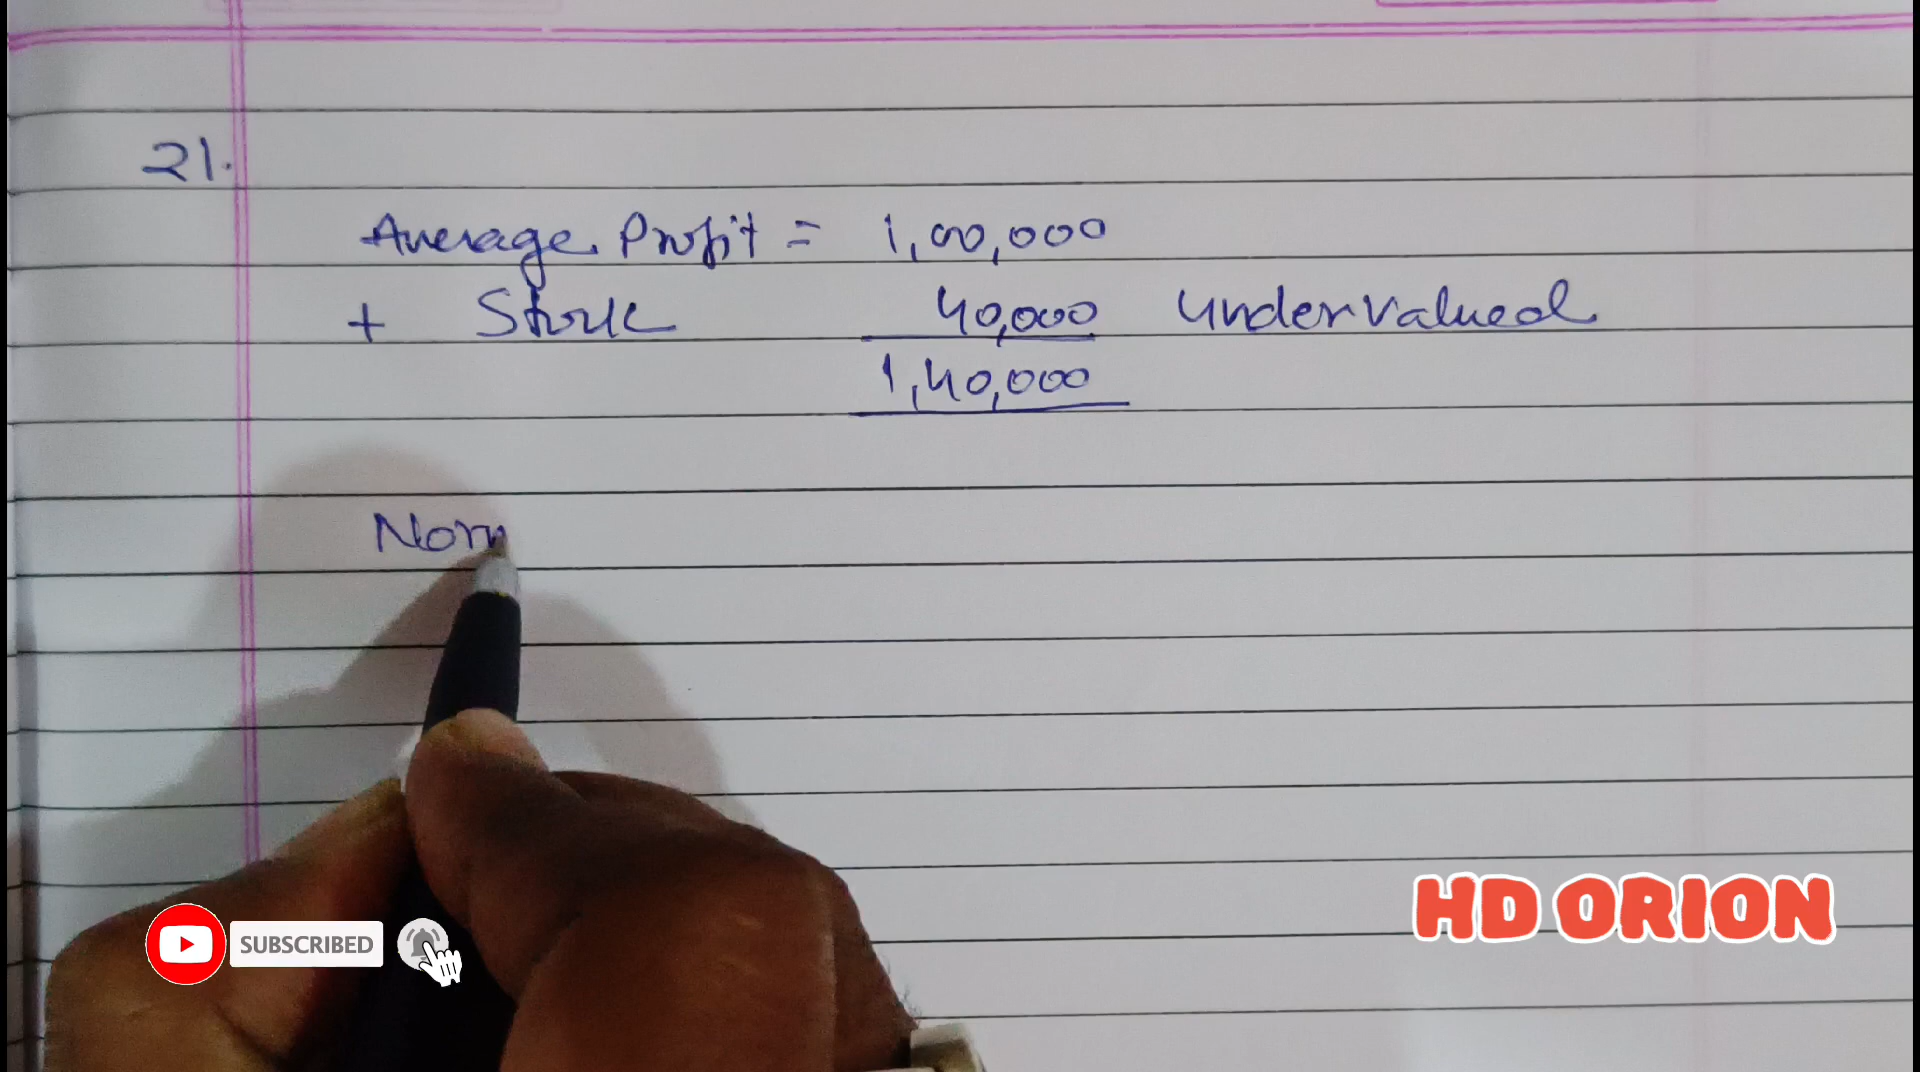 21.
Average Profit = 1,00,000
+ Stock 40,000 undervalued
1,40,000
Norm
SUBSCRIBED
HD ORION